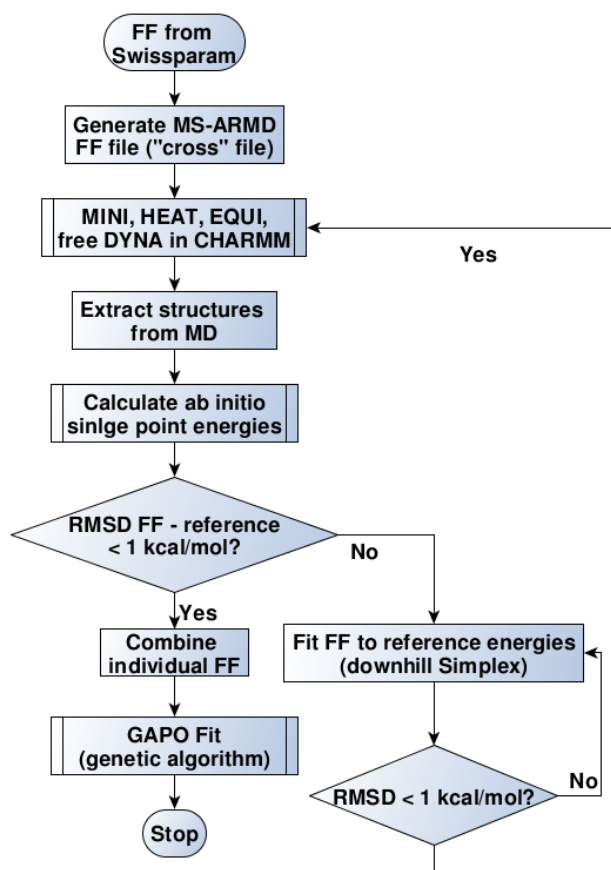 FF from
Swissparam
Generate MS-ARMD
FF file ("cross" file)
MINI, HEAT, EQUI,
free DYNA in CHARMM
Yes
Extract structures
from MD
Calculate ab initio
sinlge point energies
RMSD FF - reference
< 1 kcal/mol?
No
Yes
Combine
individual FF
Fit FF to reference energies
(downhill Simplex)
GAPO Fit
(genetic algorithm)
RMSD < 1 kcal/mol?
No
Stop